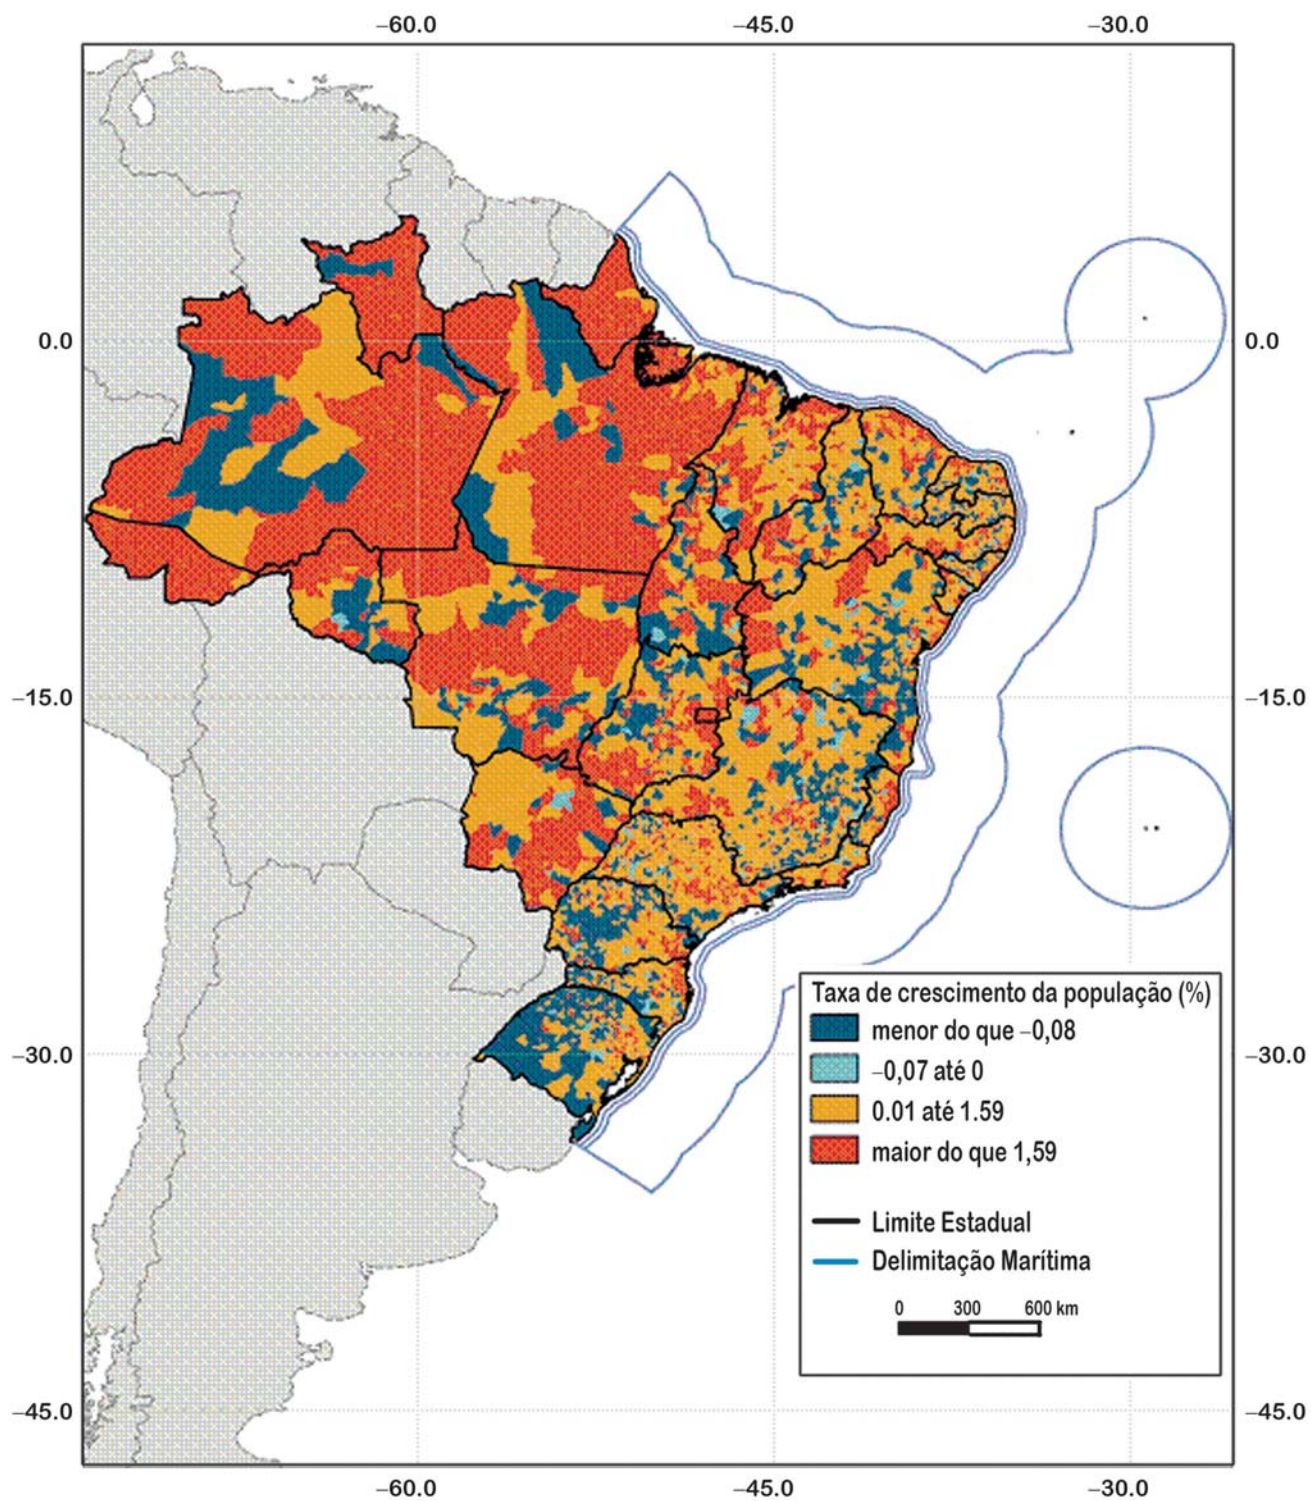 −60.0 −45.0 −30.0
0.0 0.0
−15.0 −15.0
Taxa de crescimento da população (%)
menor do que −0,08
−30.0 −30.0
−0,07 até 0
0.01 até 1.59
maior do que 1,59
Limite Estadual
Delimitação Marítima
0 300 600 km
−45.0 −45.0
−60.0 −45.0 −30.0